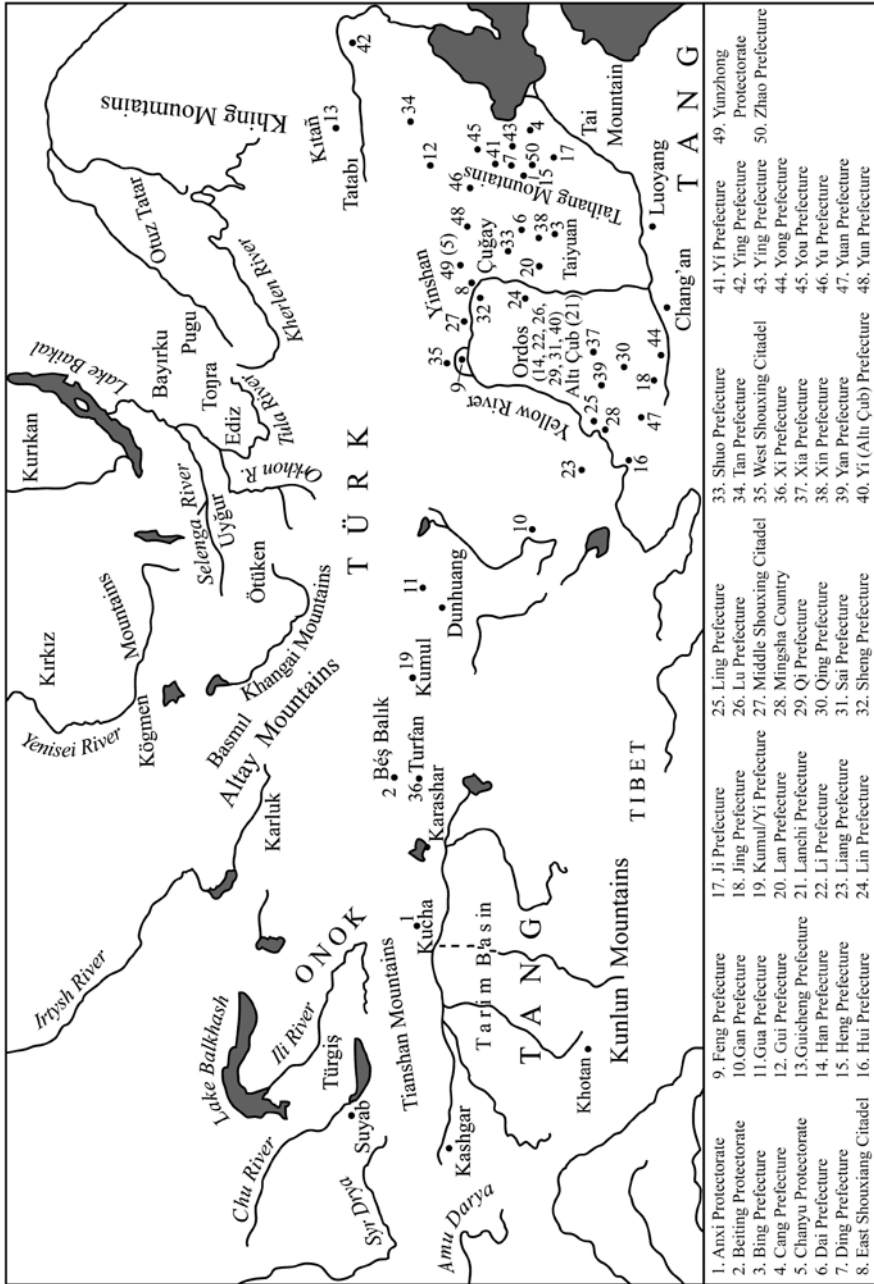 Kırkız
Yenisei River
Mountains
Kögmen
Kurıkan
Lake Baikal
Otuz Tatar
Khing Moumtains
Irtysh River
Basmıl
Altay Mountains
Khangai Mountains
Ötüken
Selenga River
Uyğur
Orkhon R.
Ediz
Toŋra
Tula River
Bayırku
Pugu
Kherlen River
Lake Balkhash
Karluk
ONOK
Ili River
Chu River
Türgiş
Suyab
Syr Drya
Amu Darya
Tianshan Mountains
TÜRK
Tatabı
Kıtañ
13
42
34
12
2 Béş Balık
36 Turfan
Karashar
1
Kucha
Kashgar
Tarim Basin
TANG
Khotan
Kunlun Mountains
TIBET
19
Kumul
11
Dunhuang
10
23
16
35
9
27
Yinshan
8
49 (5)
48
46
Çuğay
32
24
Ordos
(14, 22, 26,
29, 31, 40)
Altı Çub (21)
Yellow River
25
28
39
37
30
18
44
47
33
6
38
3
20
Taiyuan
Taihang Mountains
45
41
43
7
50
4
15
17
Tai
Mountain
Luoyang
Chang'an
TANG
1. Anxi Protectorate
2. Beiting Protectorate
3. Bing Prefecture
4. Cang Prefecture
5. Chanyu Protectorate
6. Dai Prefecture
7. Ding Prefecture
8. East Shouxiang Citadel
9. Feng Prefecture
10.Gan Prefecture
11.Gua Prefecture
12. Gui Prefecture
13.Guicheng Prefecture
14. Han Prefecture
15. Heng Prefecture
16. Hui Prefecture
17. Ji Prefecture
18. Jing Prefecture
19. Kumul/Yi Prefecture
20. Lan Prefecture
21. Lanchi Prefecture
22. Li Prefecture
23. Liang Prefecture
24. Lin Prefecture
25. Ling Prefecture
26. Lu Prefecture
27. Middle Shouxing Citadel
28. Mingsha Country
29. Qi Prefecture
30. Qing Prefecture
31. Sai Prefecture
32. Sheng Prefecture
33. Shuo Prefecture
34. Tan Prefecture
35. West Shouxing Citadel
36. Xi Prefecture
37. Xia Prefecture
38. Xin Prefecture
39. Yan Prefecture
40. Yi (Altı Çub) Prefecture
41. Yi Prefecture
42. Ying Prefecture
43. Ying Prefecture
44. Yong Prefecture
45. You Prefecture
46. Yu Prefecture
47. Yuan Prefecture
48. Yun Prefecture
49. Yunzhong
Protectorate
50. Zhao Prefecture